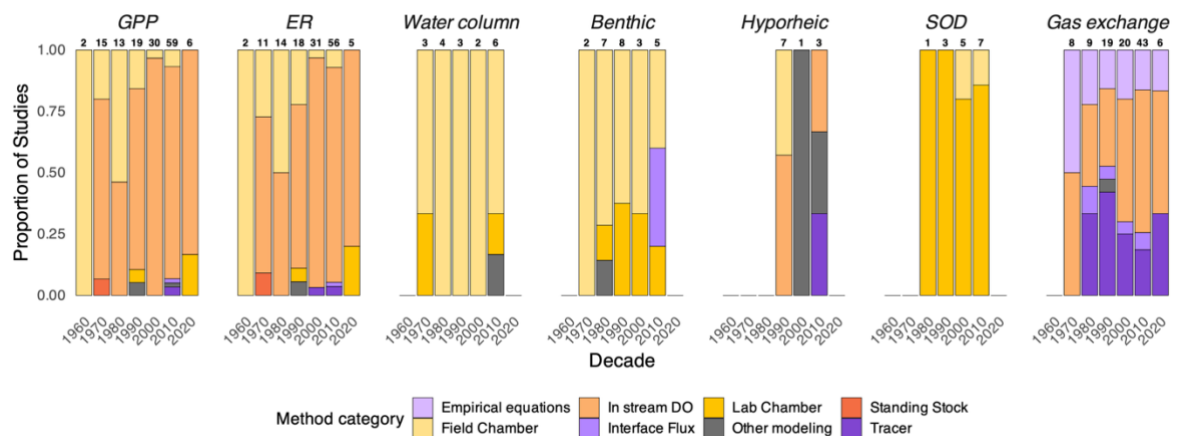 GPP ER Water column Benthic Hyporheic SOD Gas exchange
2 15 13 19 30 59 6 2 11 14 18 31 56 5 3 4 3 2 6 2 7 8 3 5 7 1 3 1 3 5 7 8 9 19 20 43 6
1.00
0.75
0.50
0.25
0.00
Proportion of Studies
1960 1970 1980 1990 2000 2010 2020 1960 1970 1980 1990 2000 2010 2020 1960 1970 1980 1990 2000 2010 2020 1960 1970 1980 1990 2000 2010 2020 1960 1970 1980 1990 2000 2010 2020 1960 1970 1980 1990 2000 2010 2020 1960 1970 1980 1990 2000 2010 2020
Decade
Method category
Empirical equations In stream DO Lab Chamber Standing Stock
Field Chamber Interface Flux Other modeling Tracer